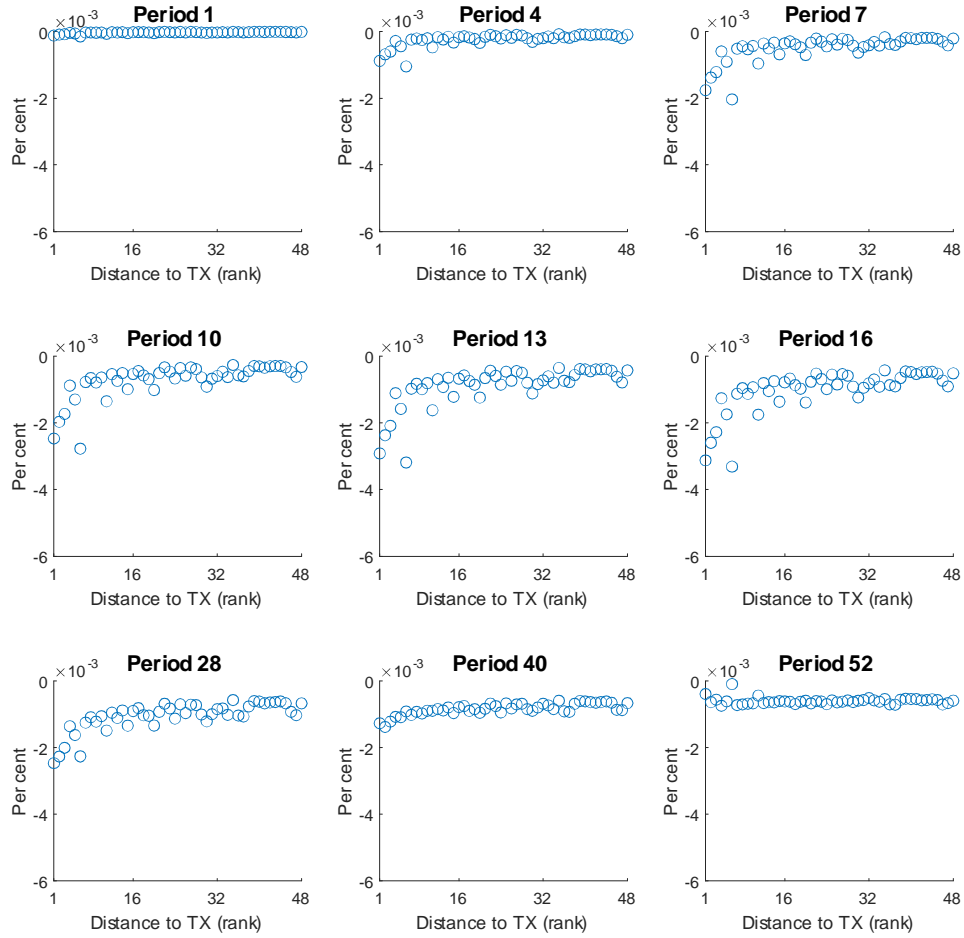 Period 1
Period 4
Period 7
×10⁻³
×10⁻³
×10⁻³
0
0
0
-2
-2
-2
-4
-4
-4
-6
-6
-6
Per cent
Per cent
Per cent
1 16 32 48
1 16 32 48
1 16 32 48
Distance to TX (rank)
Distance to TX (rank)
Distance to TX (rank)
Period 10
Period 13
Period 16
×10⁻³
×10⁻³
×10⁻³
0
0
0
-2
-2
-2
-4
-4
-4
-6
-6
-6
Per cent
Per cent
Per cent
1 16 32 48
1 16 32 48
1 16 32 48
Distance to TX (rank)
Distance to TX (rank)
Distance to TX (rank)
Period 28
Period 40
Period 52
×10⁻³
×10⁻³
×10⁻³
0
0
0
-2
-2
-2
-4
-4
-4
-6
-6
-6
Per cent
Per cent
Per cent
1 16 32 48
1 16 32 48
1 16 32 48
Distance to TX (rank)
Distance to TX (rank)
Distance to TX (rank)